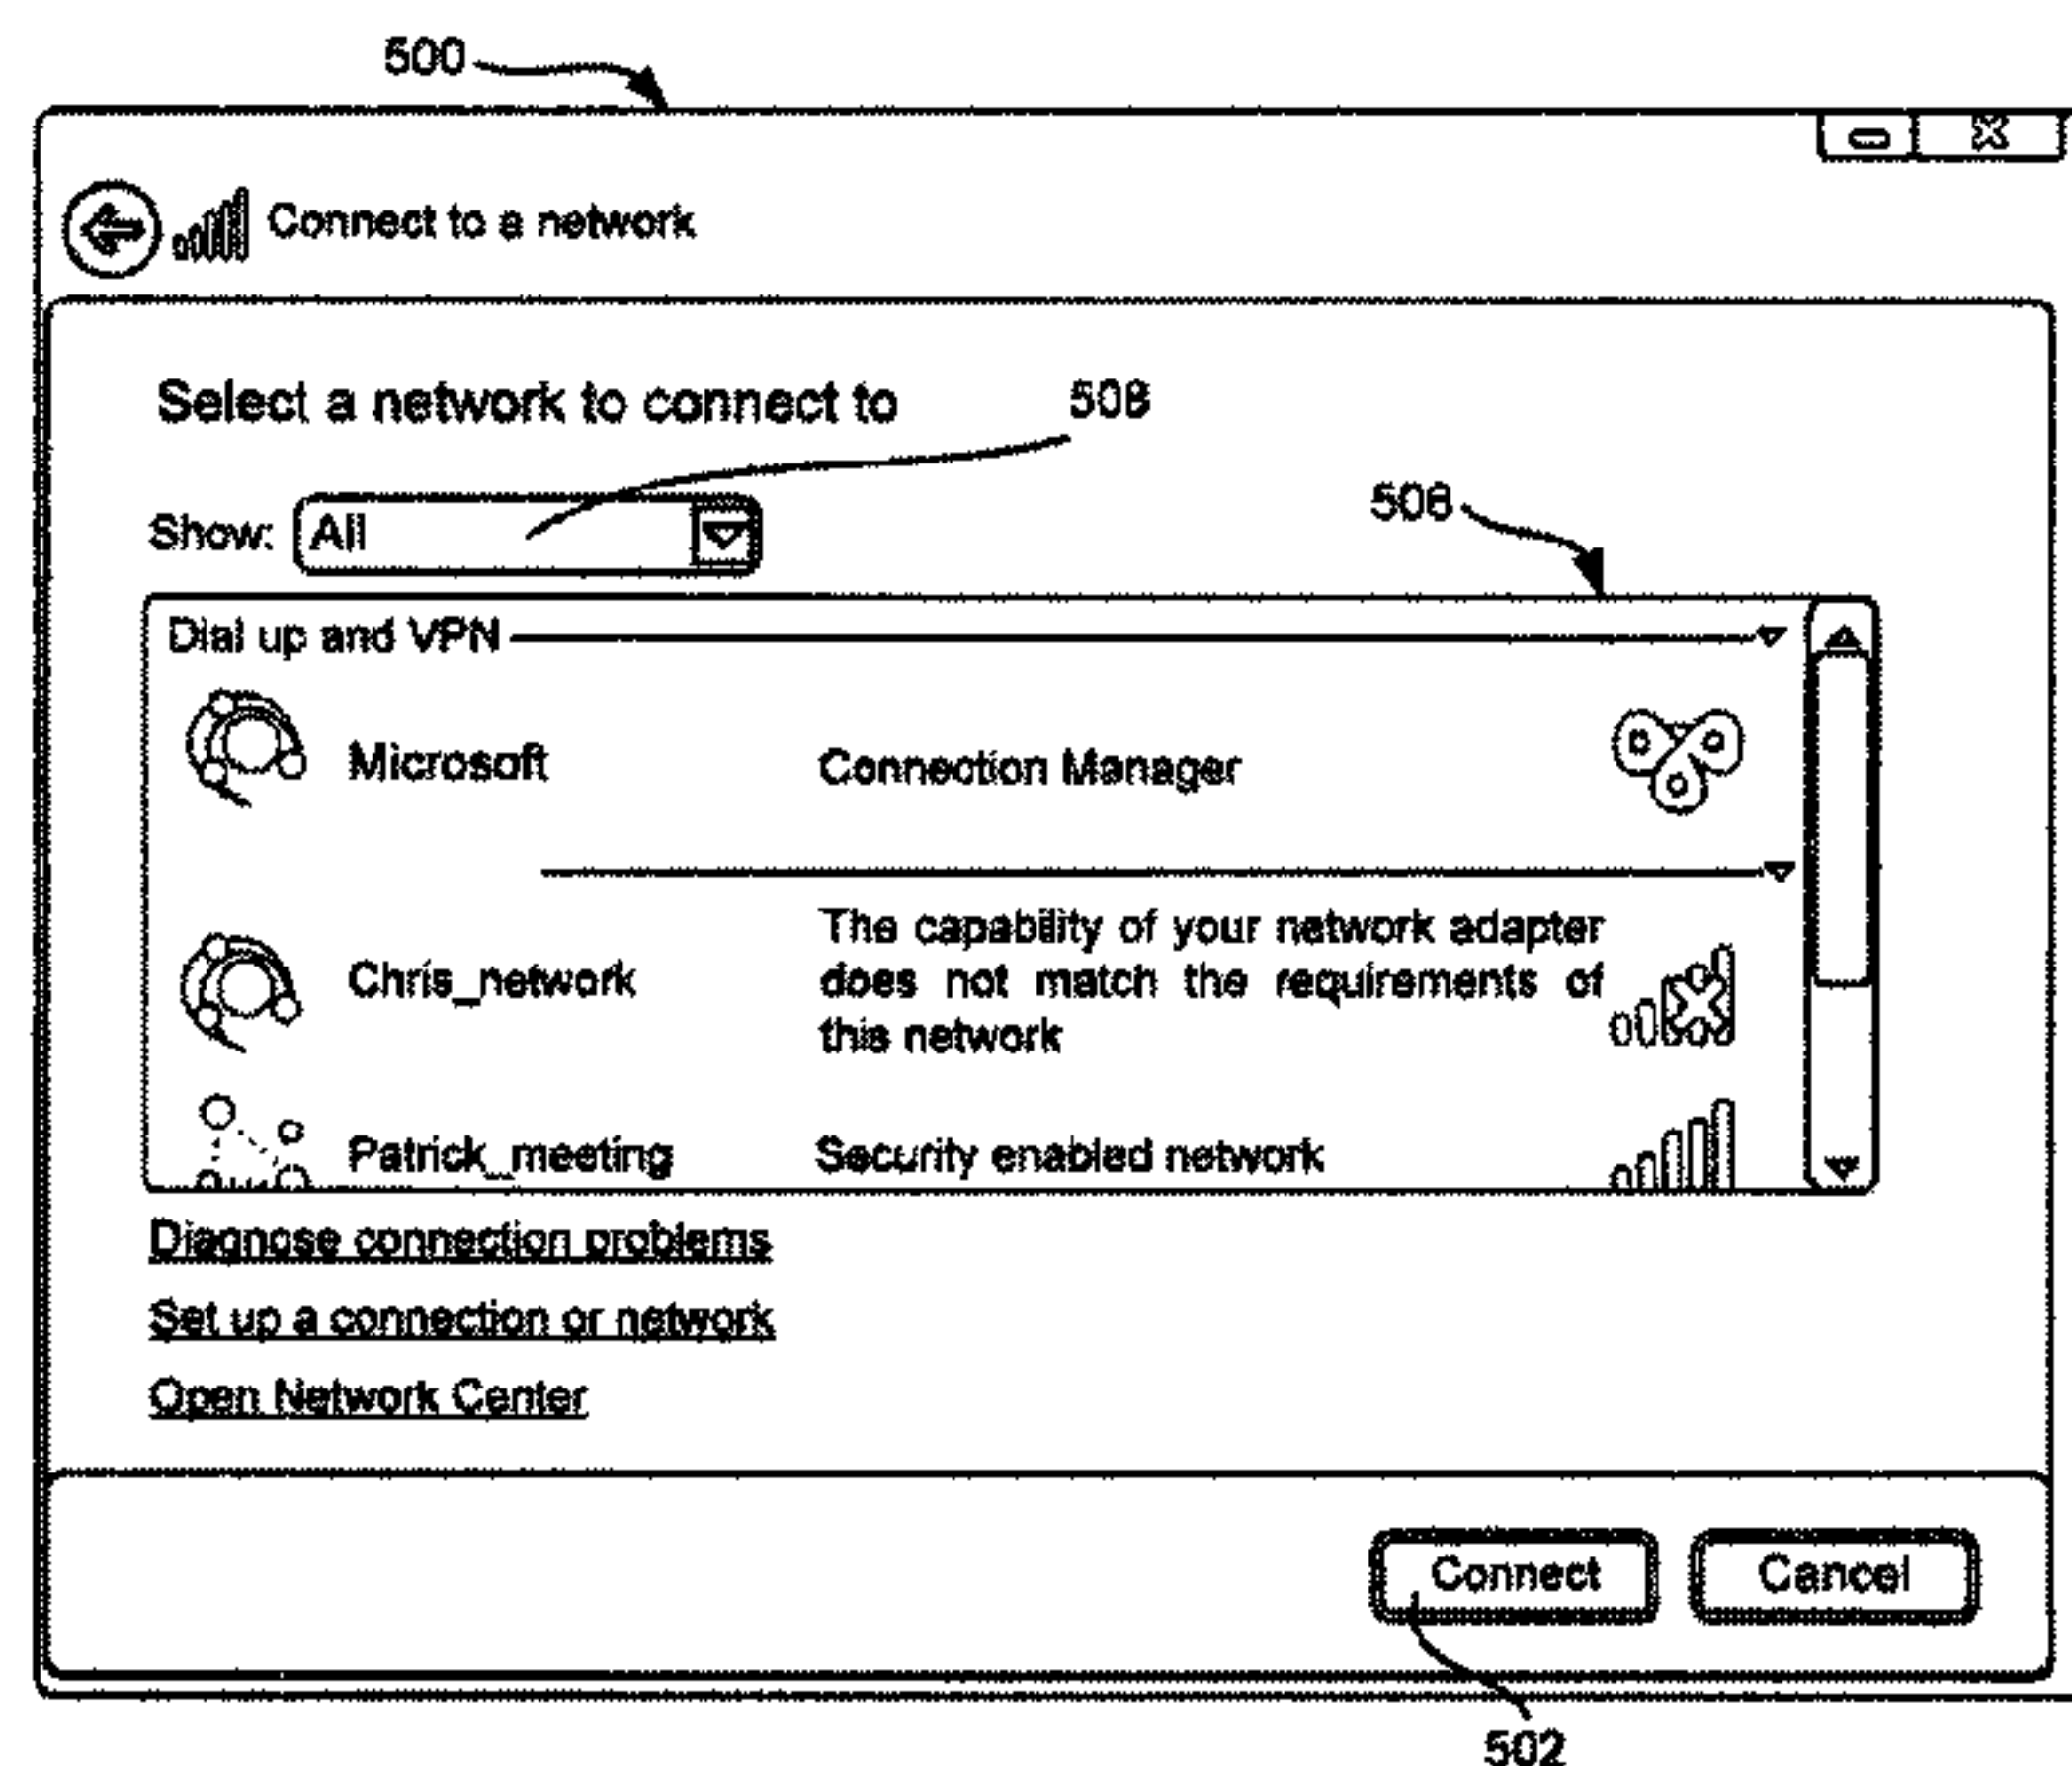 500
Connect to a network
Select a network to connect to
508
Show: All
506
Dial up and VPN
Microsoft Connection Manager
Chris_network
The capability of your network adapter
does not match the requirements of
this network
Patrick_meeting Security enabled network
Diagnose connection problems
Set up a connection or network
Open Network Center
Connect Cancel
502